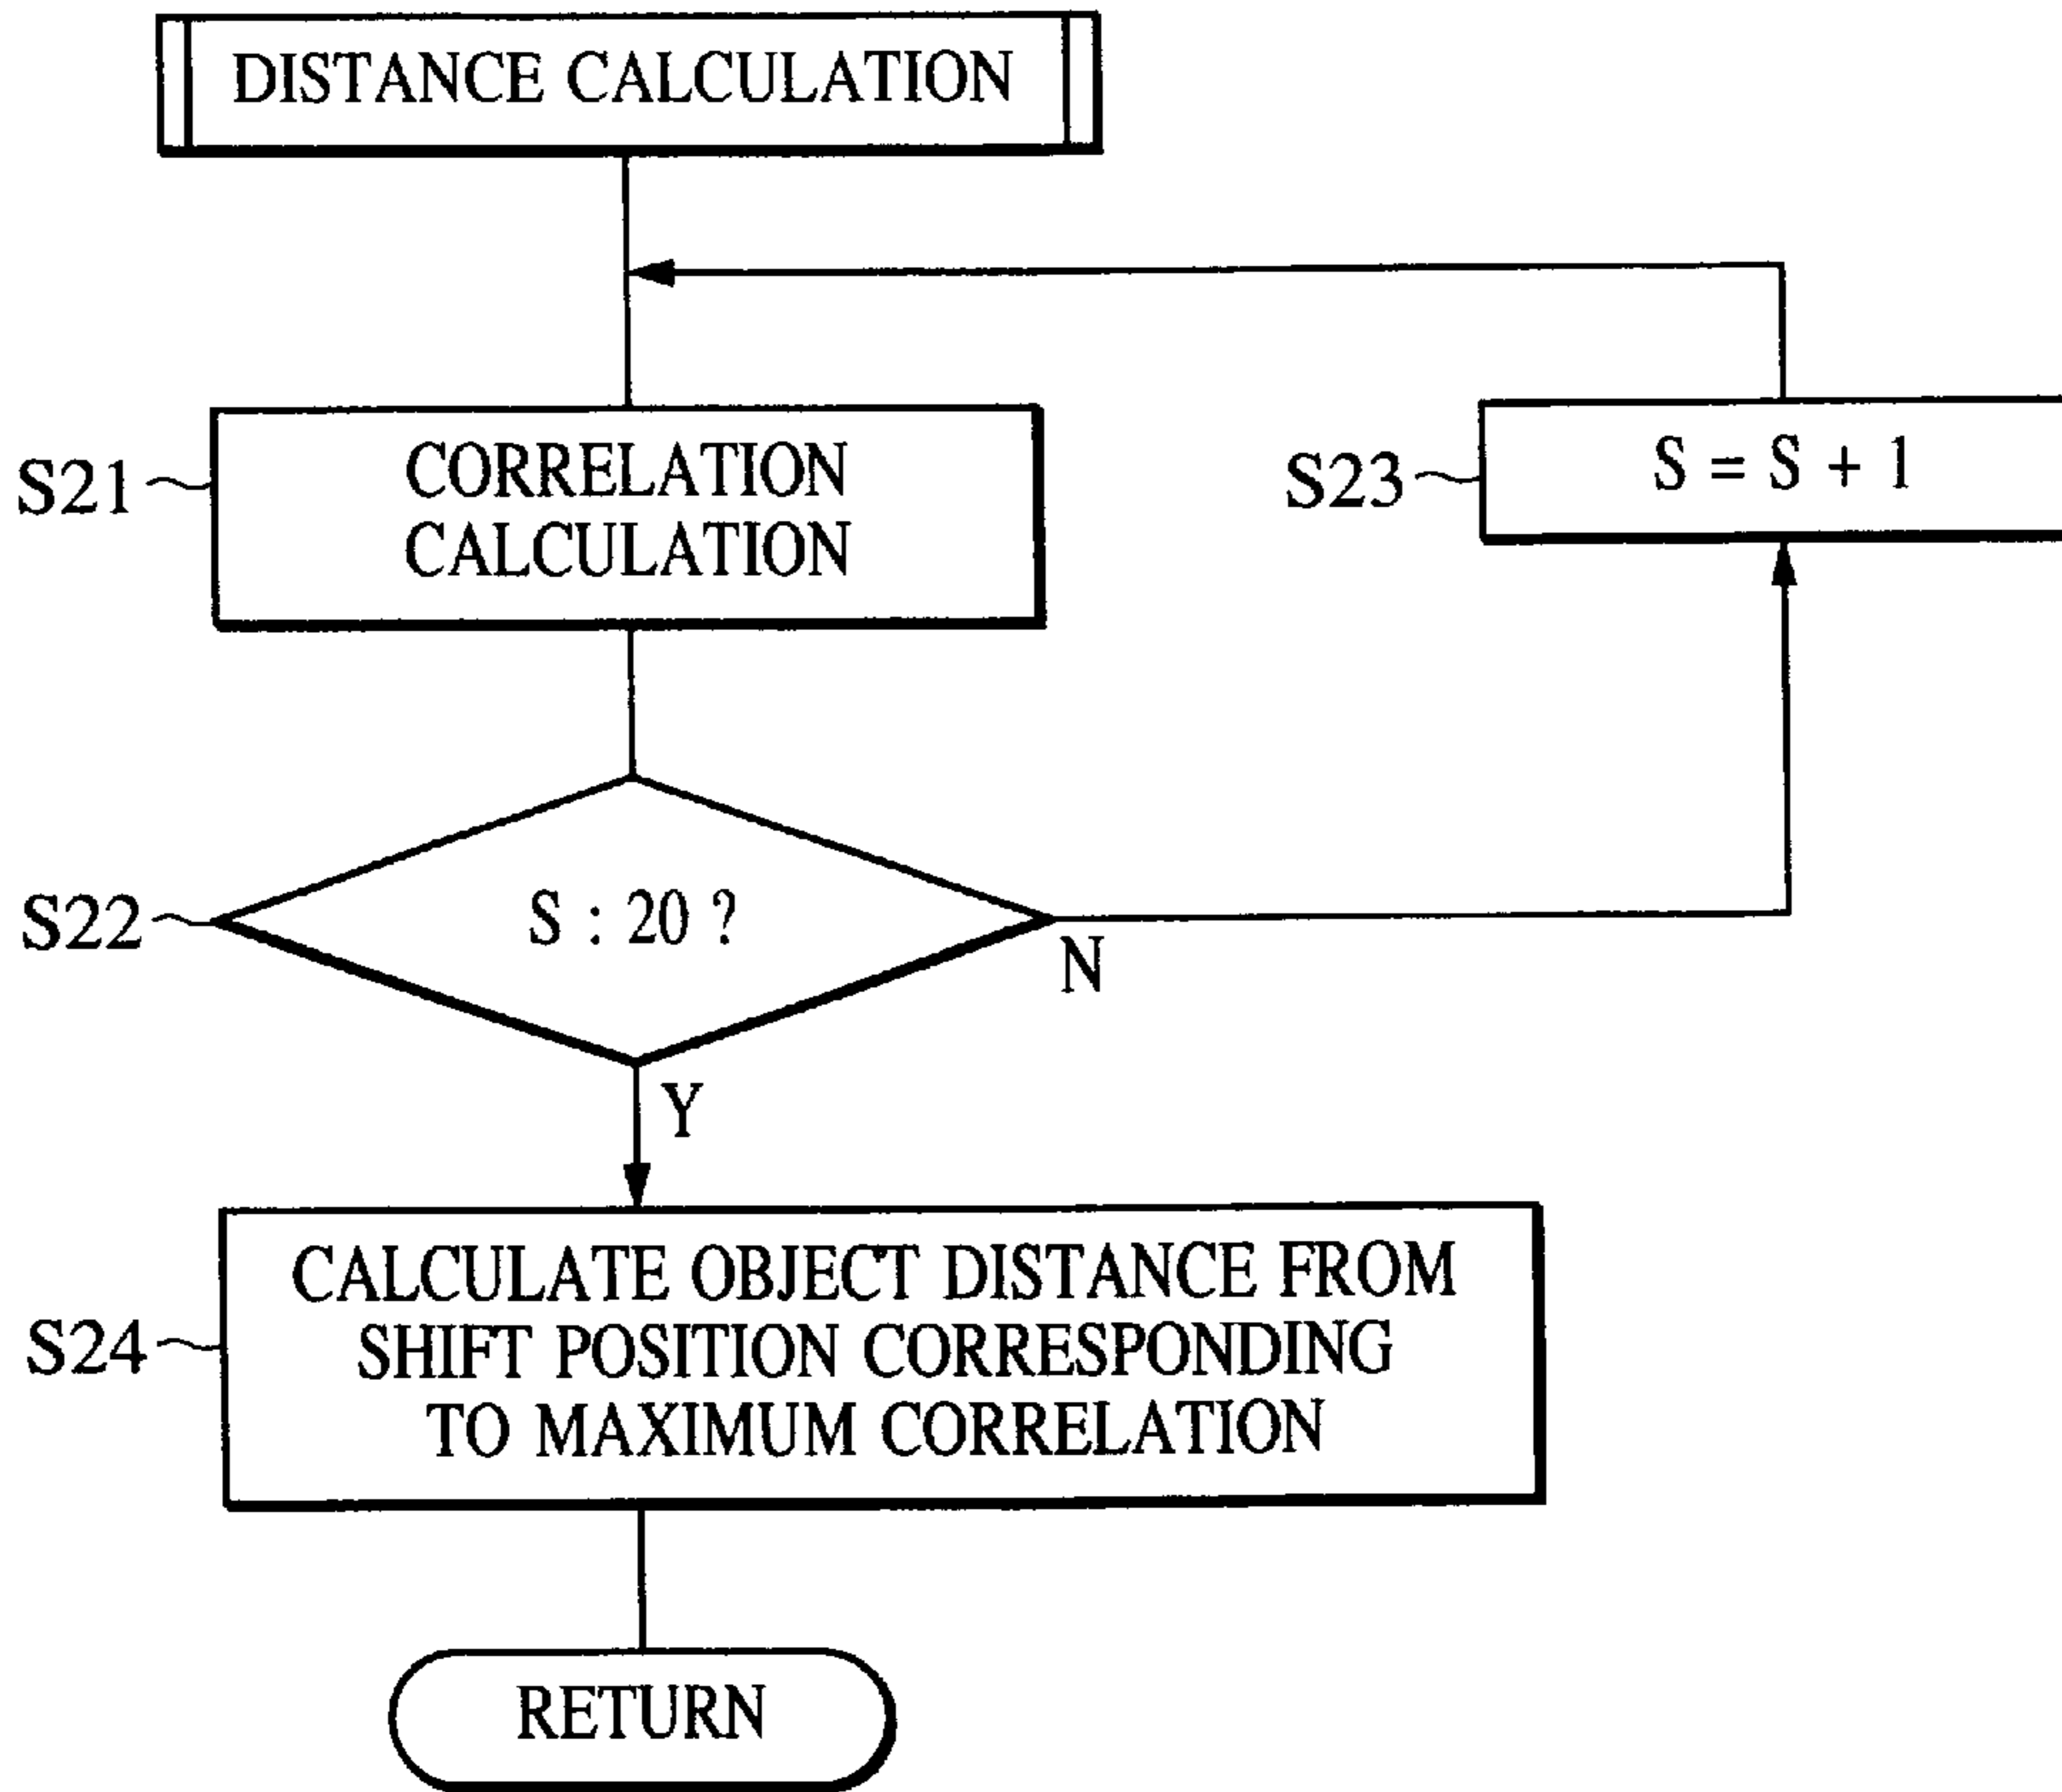 DISTANCE CALCULATION
S21
CORRELATION
CALCULATION
S23
S = S + 1
S22
S : 20 ?
N
Y
S24
CALCULATE OBJECT DISTANCE FROM
SHIFT POSITION CORRESPONDING
TO MAXIMUM CORRELATION
RETURN